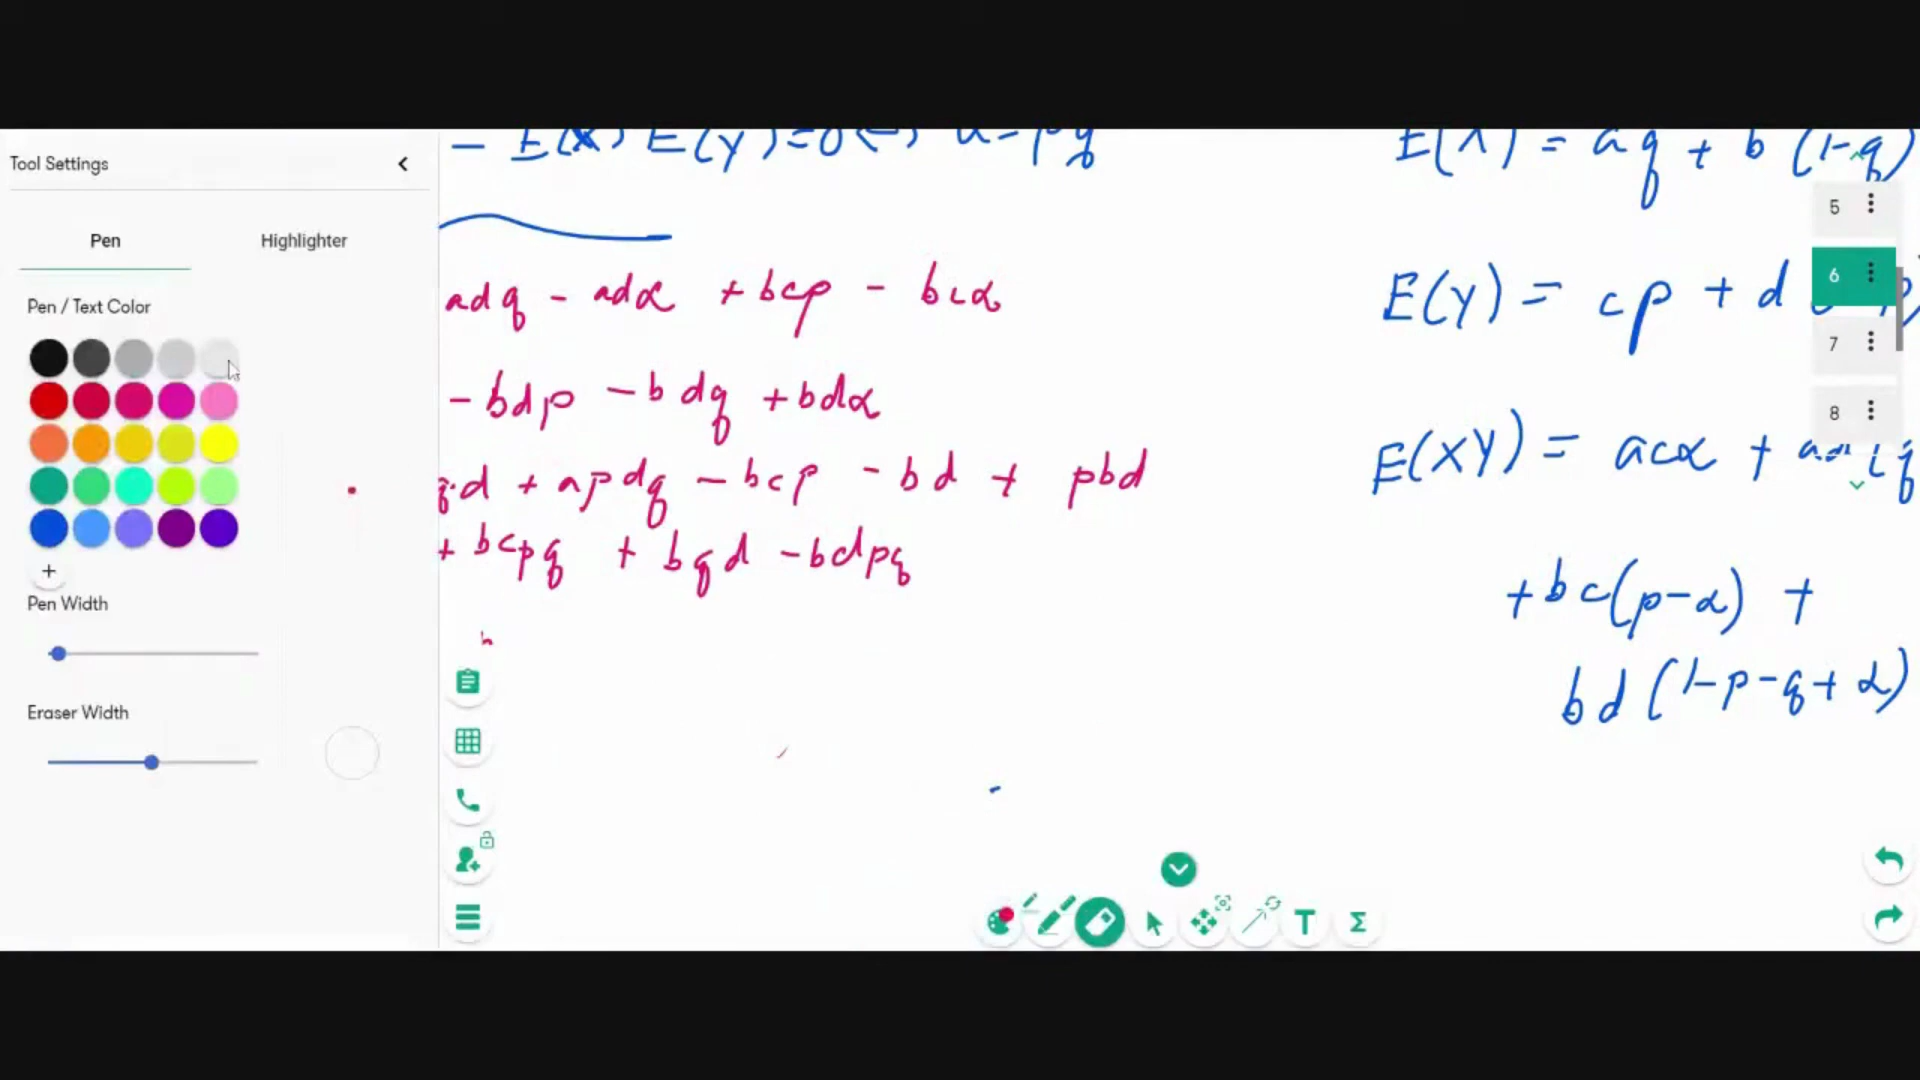 Tool Settings
Pen Highlighter
Pen / Text Color
+
Pen Width
Eraser Width
- E(X) E(Y) = 0 ↔ α = pq
adq - adα + bcp - bcα
- bdp - bdq + bdα
q.d + apdq - bcp - bd + pbd
+ bcpq + bqd - bdpq
E(X) = aq + b (1-q)
E(Y) = cp + d
E(XY) = acα +
+ bc(p-α) +
bd (1-p-q+α)
5
6
7
8
T Σ